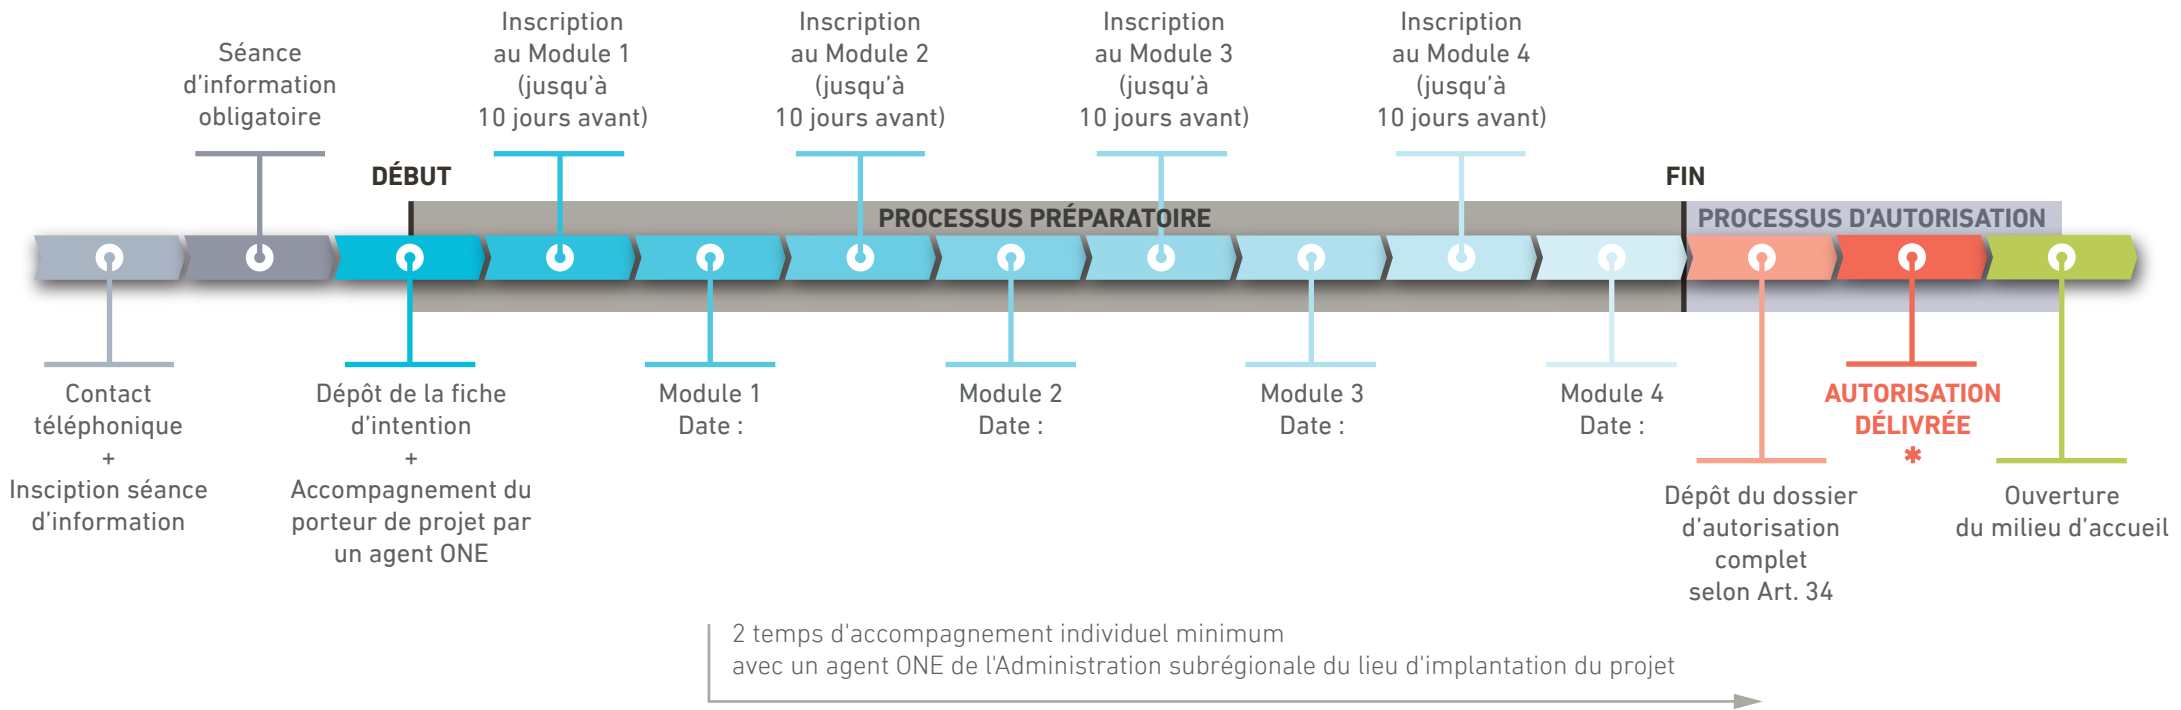 Séance
d'information
obligatoire
Inscription
au Module 1
(jusqu'à
10 jours avant)
Inscription
au Module 2
(jusqu'à
10 jours avant)
Inscription
au Module 3
(jusqu'à
10 jours avant)
Inscription
au Module 4
(jusqu'à
10 jours avant)
DÉBUT
FIN
PROCESSUS PRÉPARATOIRE
PROCESSUS D'AUTORISATION
Contact
téléphonique
+
Insciption séance
d'information
Dépôt de la fiche
d'intention
+
Accompagnement du
porteur de projet par
un agent ONE
Module 1
Date :
Module 2
Date :
Module 3
Date :
Module 4
Date :
Dépôt du dossier
d'autorisation
complet
selon Art. 34
AUTORISATION
DÉLIVRÉE
*
Ouverture
du milieu d'accueil
2 temps d'accompagnement individuel minimum
avec un agent ONE de l'Administration subrégionale du lieu d'implantation du projet